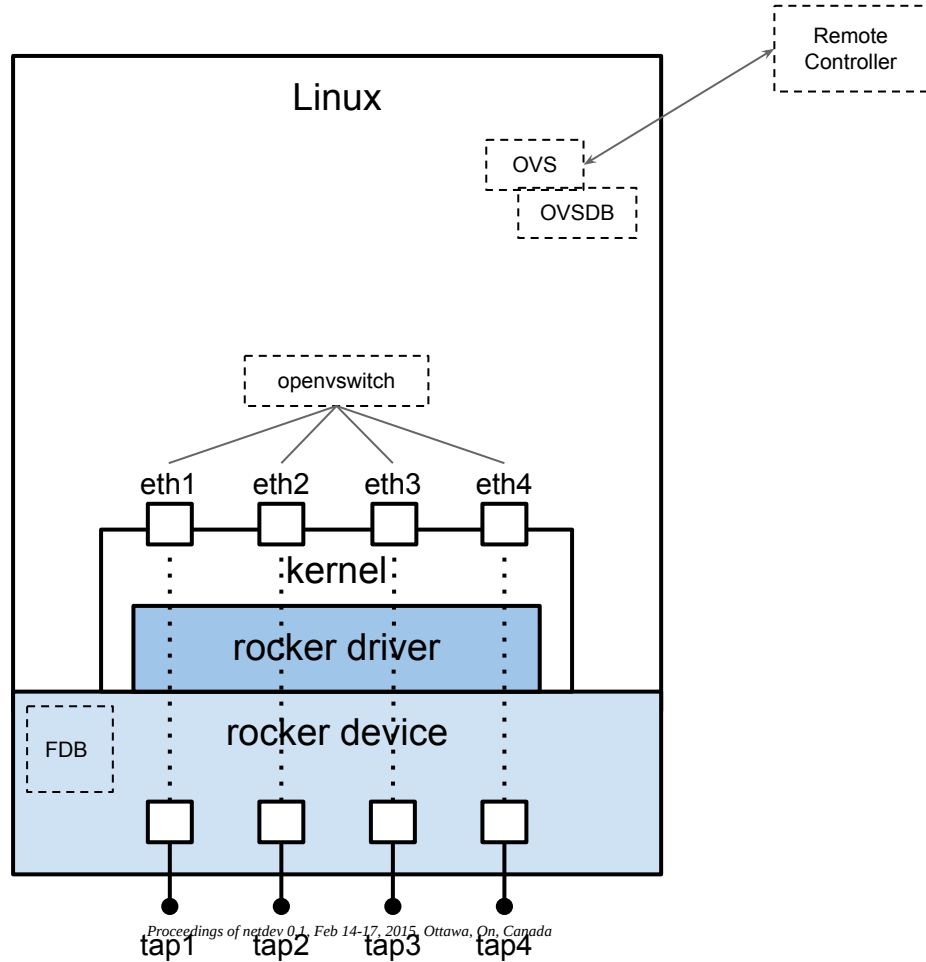 Remote
Controller
Linux
OVS
OVSDB
openvswitch
eth1 eth2 eth3 eth4
kernel
rocker driver
rocker device
FDB
Proceedings of netdev 0.1, Feb 14-17, 2015, Ottawa, On, Canada
tap1 tap2 tap3 tap4